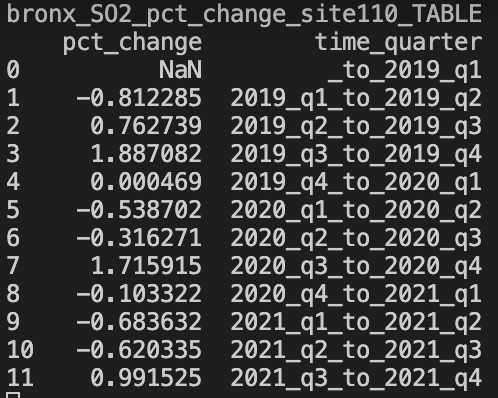 bronx_SO2_pct_change_site110_TABLE
pct_change time_quarter
0 NaN _to_2019_q1
1 -0.812285 2019_q1_to_2019_q2
2 0.762739 2019_q2_to_2019_q3
3 1.887082 2019_q3_to_2019_q4
4 0.000469 2019_q4_to_2020_q1
5 -0.538702 2020_q1_to_2020_q2
6 -0.316271 2020_q2_to_2020_q3
7 1.715915 2020_q3_to_2020_q4
8 -0.103322 2020_q4_to_2021_q1
9 -0.683632 2021_q1_to_2021_q2
10 -0.620335 2021_q2_to_2021_q3
11 0.991525 2021_q3_to_2021_q4